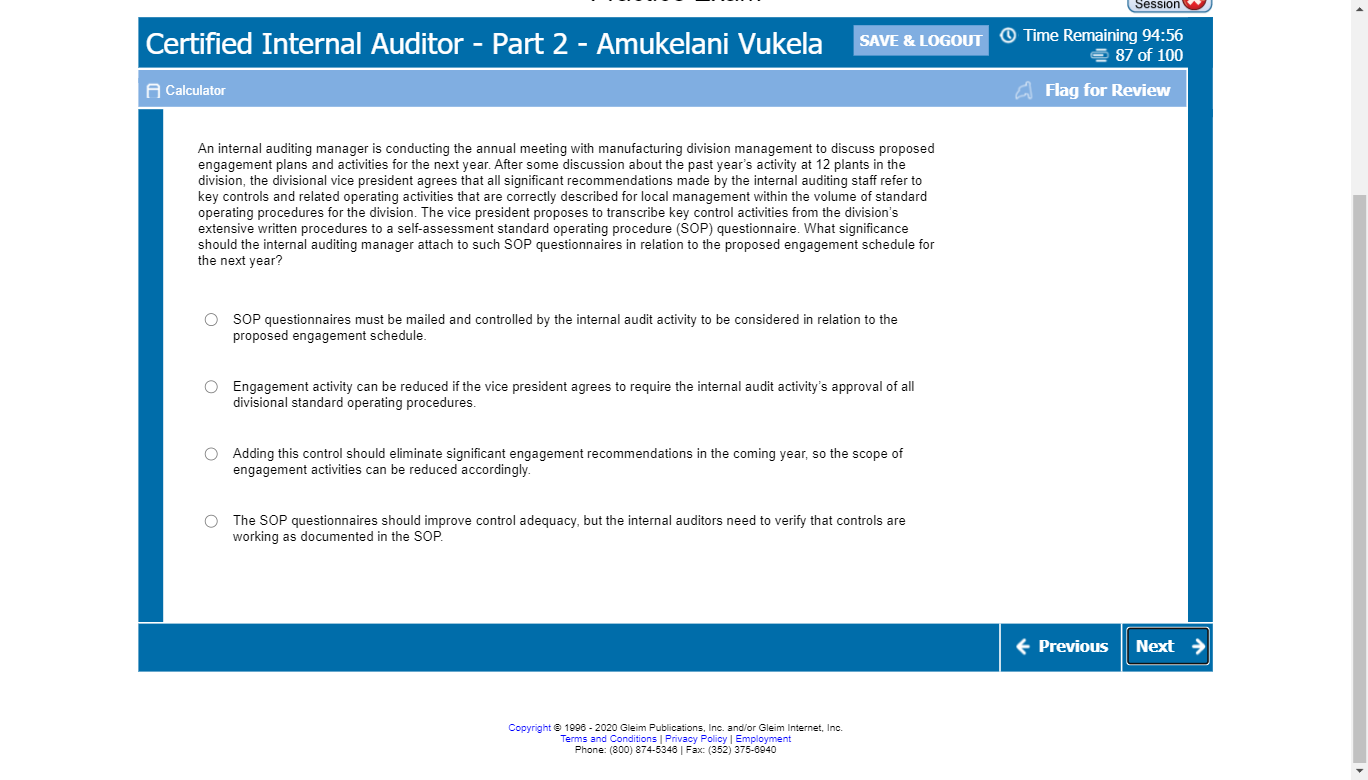 Session
Certified Internal Auditor - Part 2 - Amukelani Vukela
SAVE & LOGOUT
Time Remaining 94:56
87 of 100
Calculator
Flag for Review
An internal auditing manager is conducting the annual meeting with manufacturing division management to discuss proposed
engagement plans and activities for the next year. After some discussion about the past year's activity at 12 plants in the
division, the divisional vice president agrees that all significant recommendations made by the internal auditing staff refer to
key controls and related operating activities that are correctly described for local management within the volume of standard
operating procedures for the division. The vice president proposes to transcribe key control activities from the division's
extensive written procedures to a self-assessment standard operating procedure (SOP) questionnaire. What significance
should the internal auditing manager attach to such SOP questionnaires in relation to the proposed engagement schedule for
the next year?
SOP questionnaires must be mailed and controlled by the internal audit activity to be considered in relation to the
proposed engagement schedule.
Engagement activity can be reduced if the vice president agrees to require the internal audit activity's approval of all
divisional standard operating procedures.
Adding this control should eliminate significant engagement recommendations in the coming year, so the scope of
engagement activities can be reduced accordingly.
The SOP questionnaires should improve control adequacy, but the internal auditors need to verify that controls are
working as documented in the SOP.
Previous
Next
Copyright © 1996 - 2020 Gleim Publications, Inc. and/or Gleim Internet, Inc.
Terms and Conditions | Privacy Policy | Employment
Phone: (800) 874-5346 | Fax: (352) 375-6940